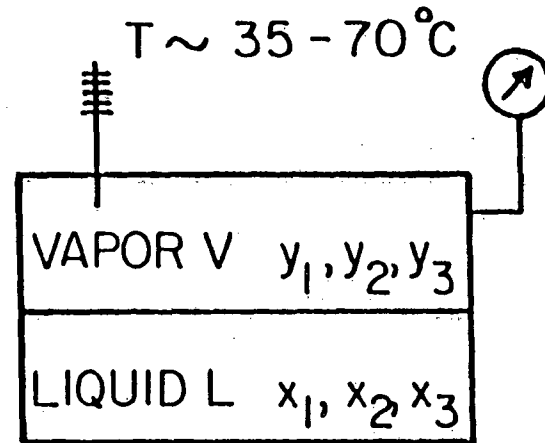 T ~ 35-70°C
VAPOR V y₁, y₂, y₃
LIQUID L x₁, x₂, x₃